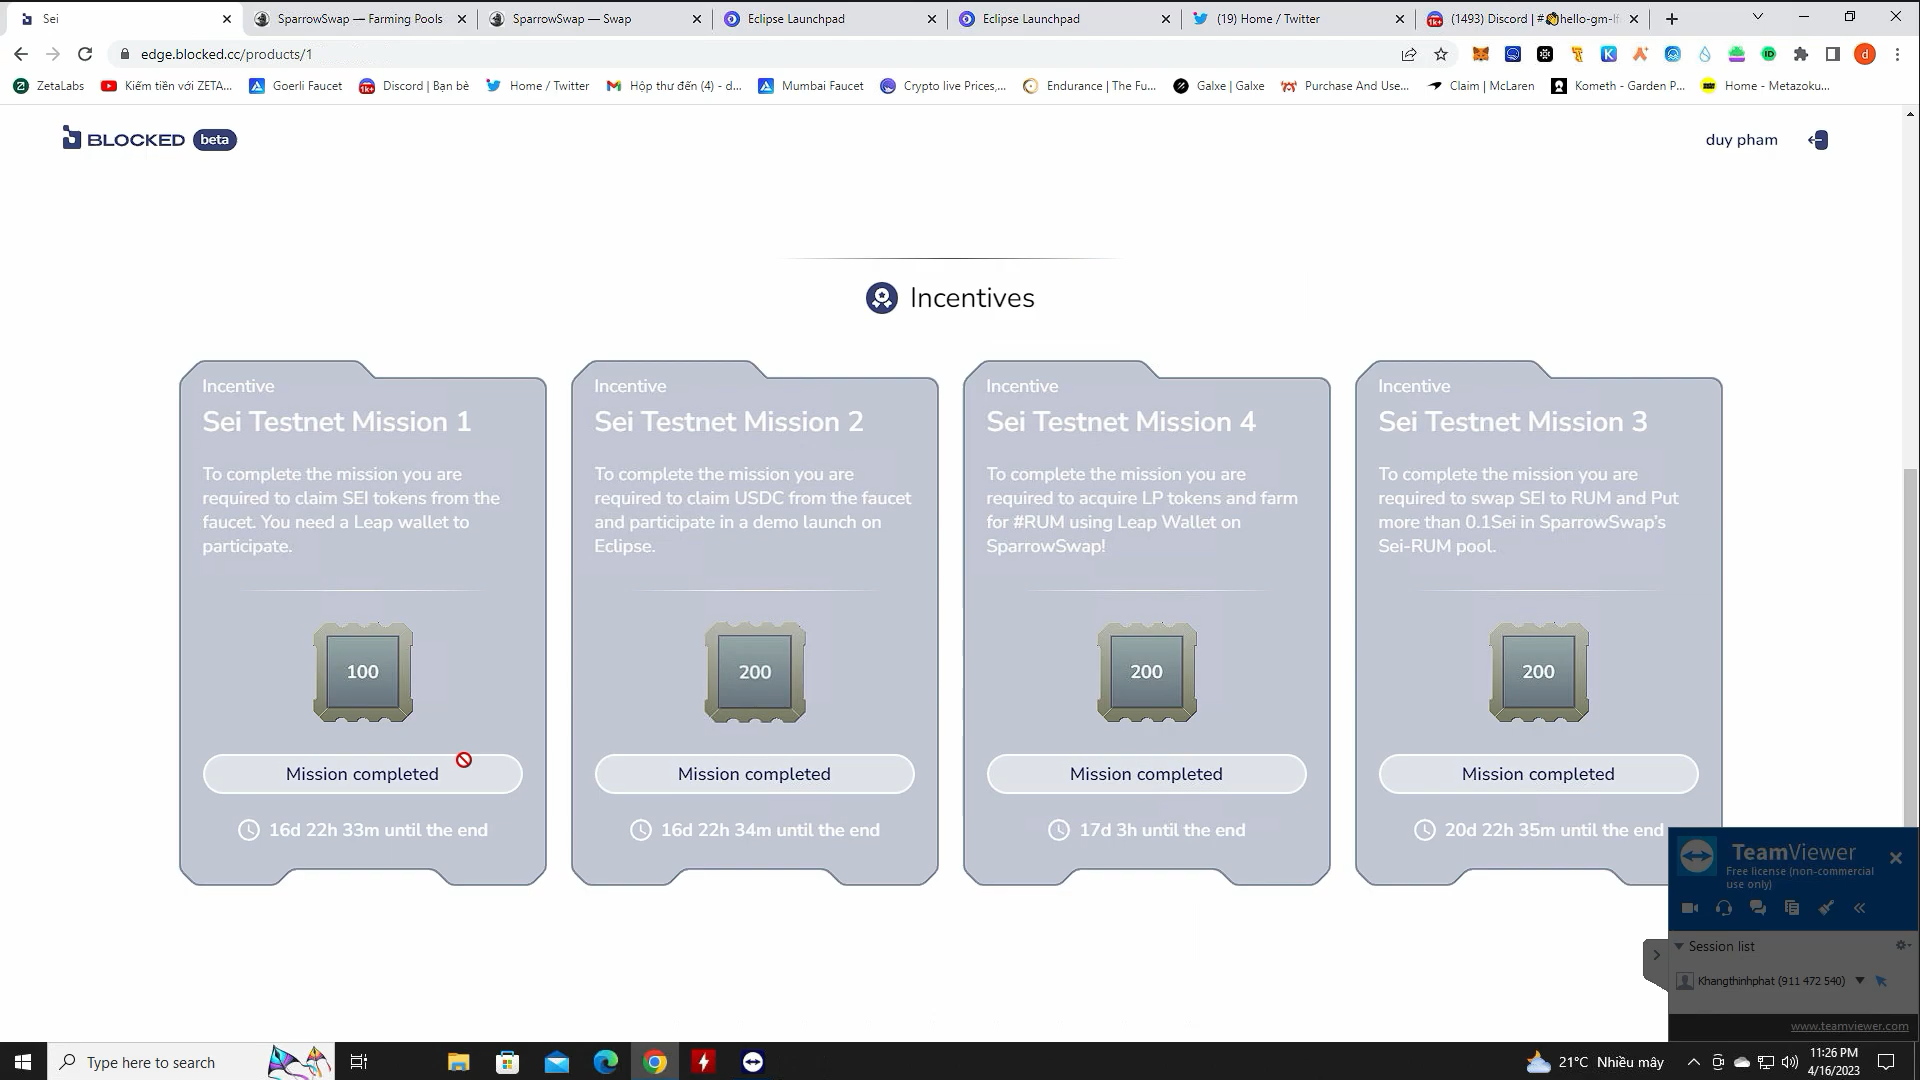 Sei
SparrowSwap — Farming Pools
SparrowSwap — Swap
Eclipse Launchpad
Eclipse Launchpad
(19) Home / Twitter
(1493) Discord | #
hello-gm-lf
edge.blocked.cc/products/1
d
ZetaLabs
Kiếm tiền với ZETA...
Goerli Faucet
Discord | Bạn bè
Home / Twitter
Hộp thư đến (4) - d...
Mumbai Faucet
Crypto live Prices,...
Endurance | The Fu...
Galxe | Galxe
Purchase And Use...
Claim | McLaren
Kometh - Garden P...
Home - Metazoku...
BLOCKED beta
duy pham
Incentives
Incentive
Sei Testnet Mission 1
To complete the mission you are
required to claim SEI tokens from the
faucet. You need a Leap wallet to
participate.
100
Mission completed
16d 22h 33m until the end
Incentive
Sei Testnet Mission 2
To complete the mission you are
required to claim USDC from the faucet
and participate in a demo launch on
Eclipse.
200
Mission completed
16d 22h 34m until the end
Incentive
Sei Testnet Mission 4
To complete the mission you are
required to acquire LP tokens and farm
for #RUM using Leap Wallet on
SparrowSwap!
200
Mission completed
17d 3h until the end
Incentive
Sei Testnet Mission 3
To complete the mission you are
required to swap SEI to RUM and Put
more than 0.1Sei in SparrowSwap's
Sei-RUM pool.
200
Mission completed
20d 22h 35m until the end
TeamViewer
Free license (non-commercial
use only)
Session list
Khangthinhphat (911 472 540)
www.teamviewer.com
Type here to search
21°C Nhiều mây
11:26 PM
4/16/2023